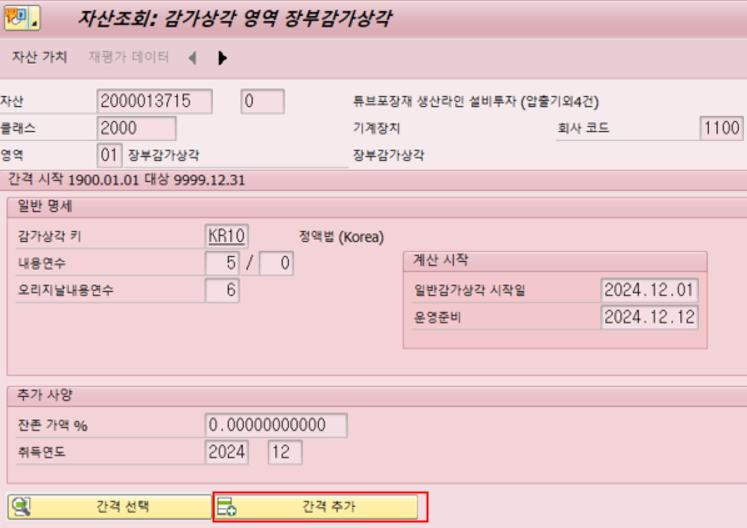 자산조회: 감가상각 영역 장부감가상각
자산 가치 재평가 데이터
자산 2000013715 0 튜브포장재 생산라인 설비투자 (압출기외4건)
클래스 2000 기계장치 회사 코드 1100
영역 01 장부감가상각 장부감가상각
간격 시작 1900.01.01 대상 9999.12.31
일반 명세
감가상각 키 KR10 정액법 (Korea)
내용연수 5 / 0
오리지날내용연수 6
계산 시작
일반감가상각 시작일 2024.12.01
운영준비 2024.12.12
추가 사양
잔존 가액 % 0.00000000000
취득연도 2024 12
간격 선택 간격 추가